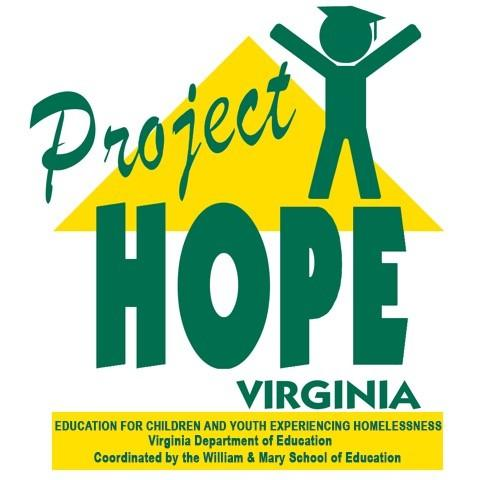 Project
HOPE
VIRGINIA
EDUCATION FOR CHILDREN AND YOUTH EXPERIENCING HOMELESSNESS
Virginia Department of Education
Coordinated by the William & Mary School of Education